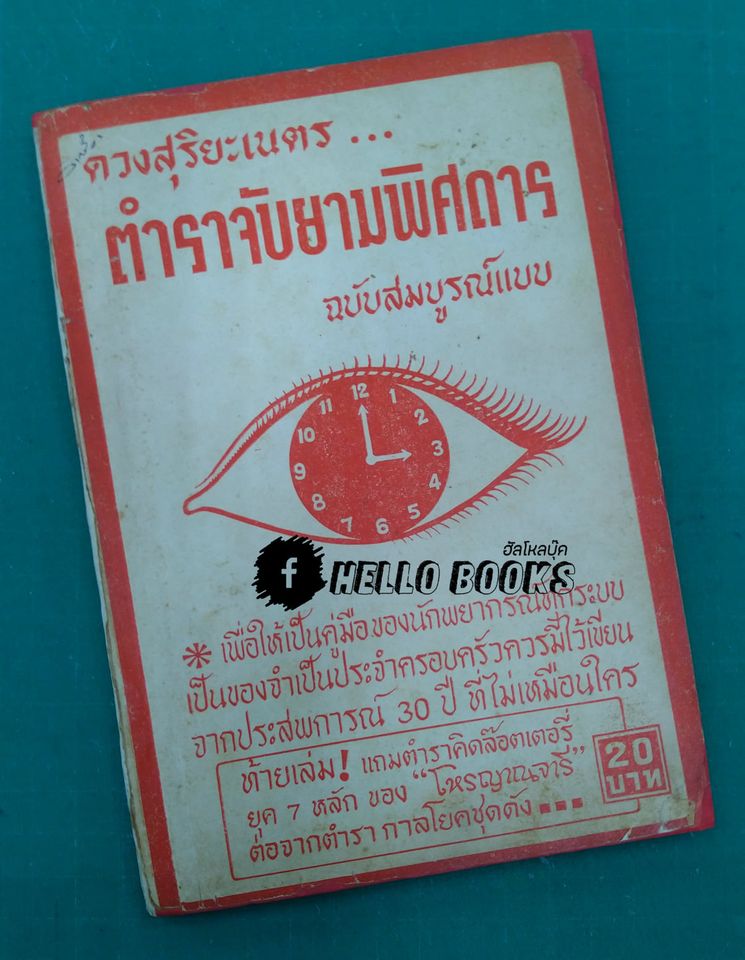 ดวงสุริยะเนตร ...
ตำราจับยามพิศดาร
ฉบับสมบูรณ์แบบ
12
11 1
10 2
9 3
8 4
7 6 5
ฮัลโหลบุ๊ค
f HELLO BOOKS
* เพื่อให้เป็นคู่มือของนักพยากรณ์ทุกระบบ
เป็นของจำเป็นประจำครอบครัวควรมีไว้เขียน
จากประสพการณ์ 30 ปี ที่ไม่เหมือนใคร
ท้ายเล่ม! แถมตำราคิดล๊อตเตอรี่
ยุค 7 หลัก ของ "โหรญาณจารี"
ต่อจากตำรา กาลโยคชุดดัง ...
20
บาท